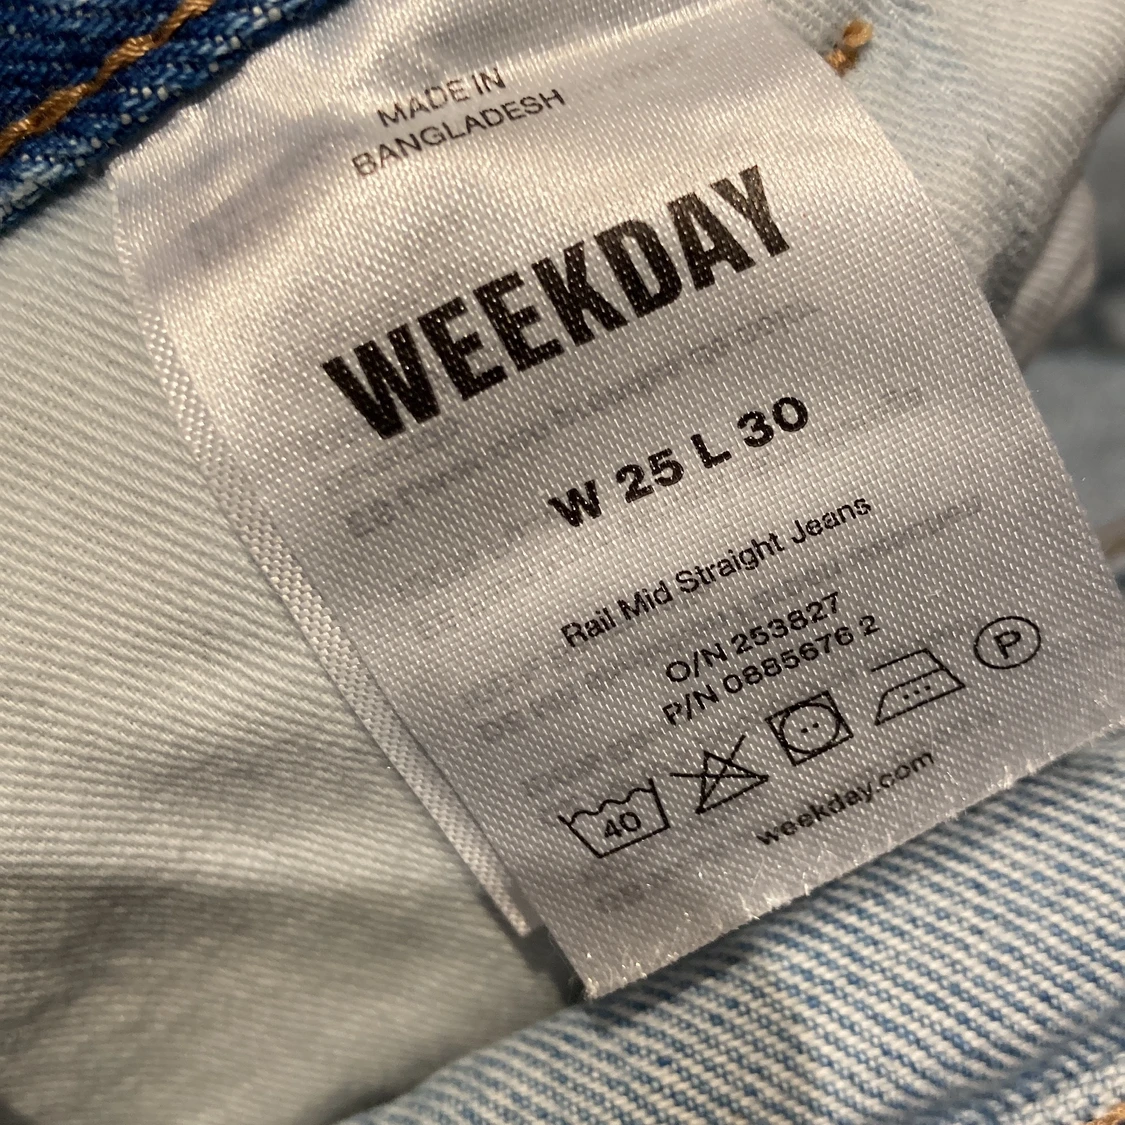 MADE IN
BANGLADESH
WEEKDAY
W 25 L 30
Rail Mid Straight Jeans
O/N 253827
P/N 0885676 2
40
P
weekday.com